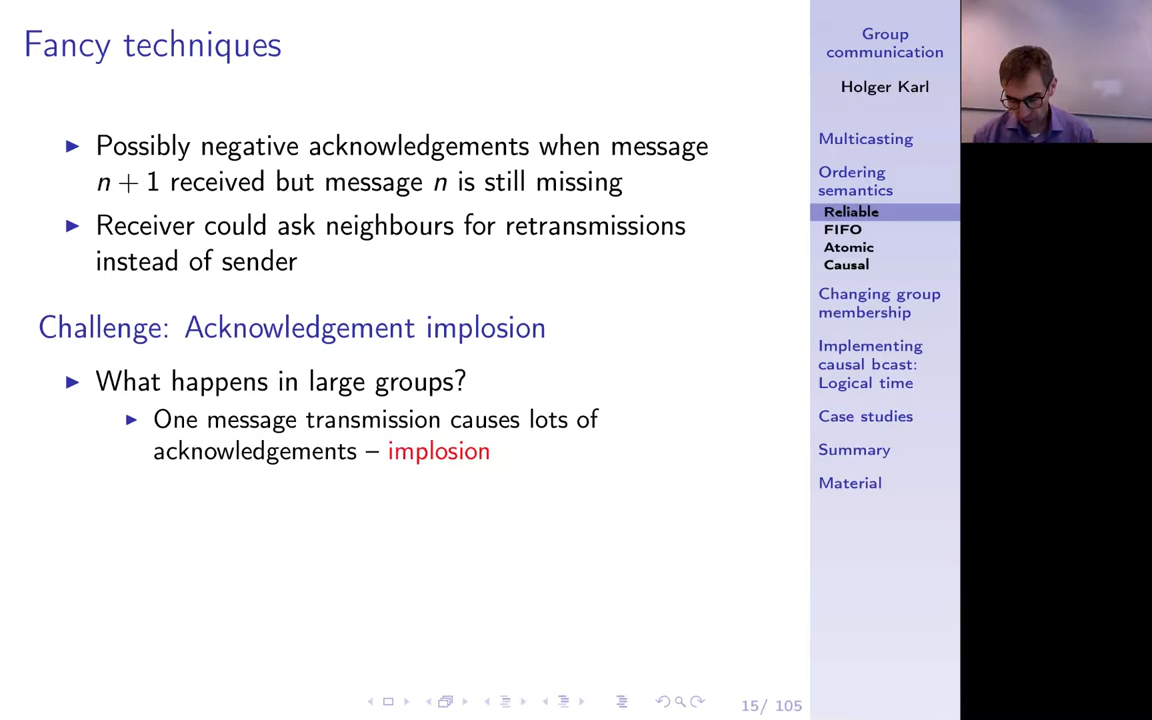 Fancy techniques
Possibly negative acknowledgements when message
n + 1 received but message n is still missing
Receiver could ask neighbours for retransmissions
instead of sender
Challenge: Acknowledgement implosion
What happens in large groups?
One message transmission causes lots of
acknowledgements – implosion
15/ 105
Group
communication
Holger Karl
Multicasting
Ordering
semantics
Reliable
FIFO
Atomic
Causal
Changing group
membership
Implementing
causal bcast:
Logical time
Case studies
Summary
Material